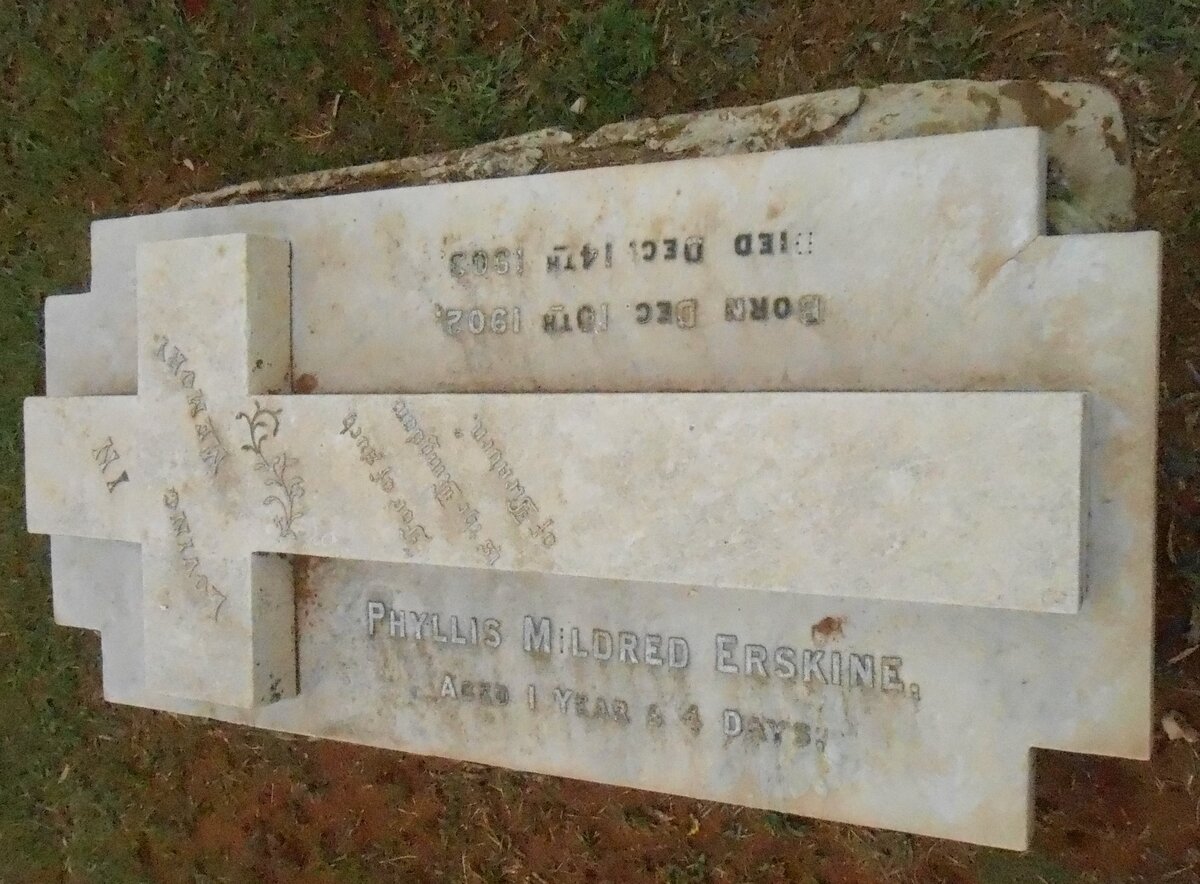 IN
LOVING MEMORY
For of such
is the Kingdom
of Heaven.
PHYLLIS MILDRED ERSKINE,
AGED 1 YEAR & 4 DAYS.
BORN DEC 10TH 1902,
DIED DEC. 14TH 1903.